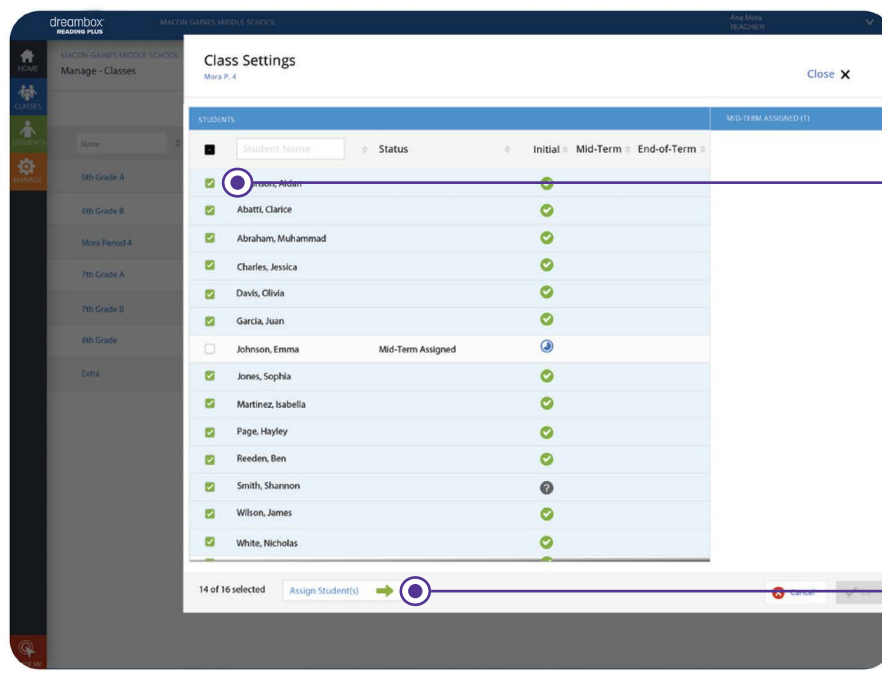 dreambox
READING PLUS
MACON GAINES MIDDLE SCHOOL
Ana Mora
TEACHER
HOME
CLASSES
STUDENTS
MANAGE
MACON GAINES MIDDLE SCHOOL
Manage - Classes
Name
6th Grade A
6th Grade B
Mora Period 4
7th Grade A
7th Grade B
8th Grade
Extra
Class Settings
Mora P. 4
Close X
STUDENTS
MID-TERM ASSIGNED (1)
Student Name Status Initial Mid-Term End-of-Term
Aidan
Abatti, Clarice
Abraham, Muhammad
Charles, Jessica
Davis, Olivia
Garcia, Juan
Johnson, Emma Mid-Term Assigned
Jones, Sophia
Martinez, Isabella
Page, Hayley
Reeden, Ben
Smith, Shannon ?
Wilson, James
White, Nicholas
14 of 16 selected
Assign Student(s)
Cancel
ME